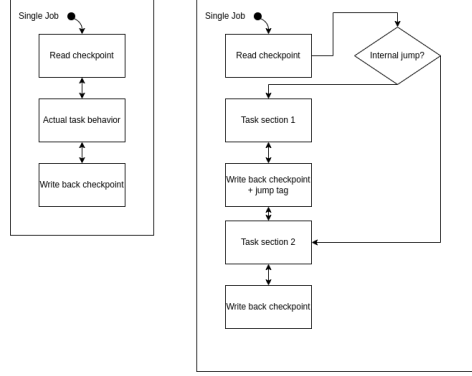 Single Job
Read checkpoint
Actual task behavior
Write back checkpoint
Single Job
Read checkpoint
Internal jump?
Task section 1
Write back checkpoint
+ jump tag
Task section 2
Write back checkpoint